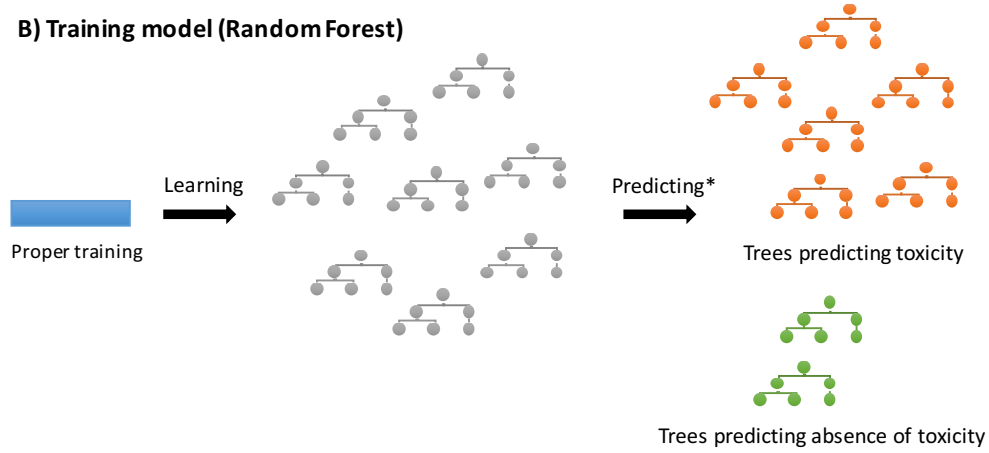 B) Training model (Random Forest)
Learning
Predicting*
Proper training
Trees predicting toxicity
Trees predicting absence of toxicity